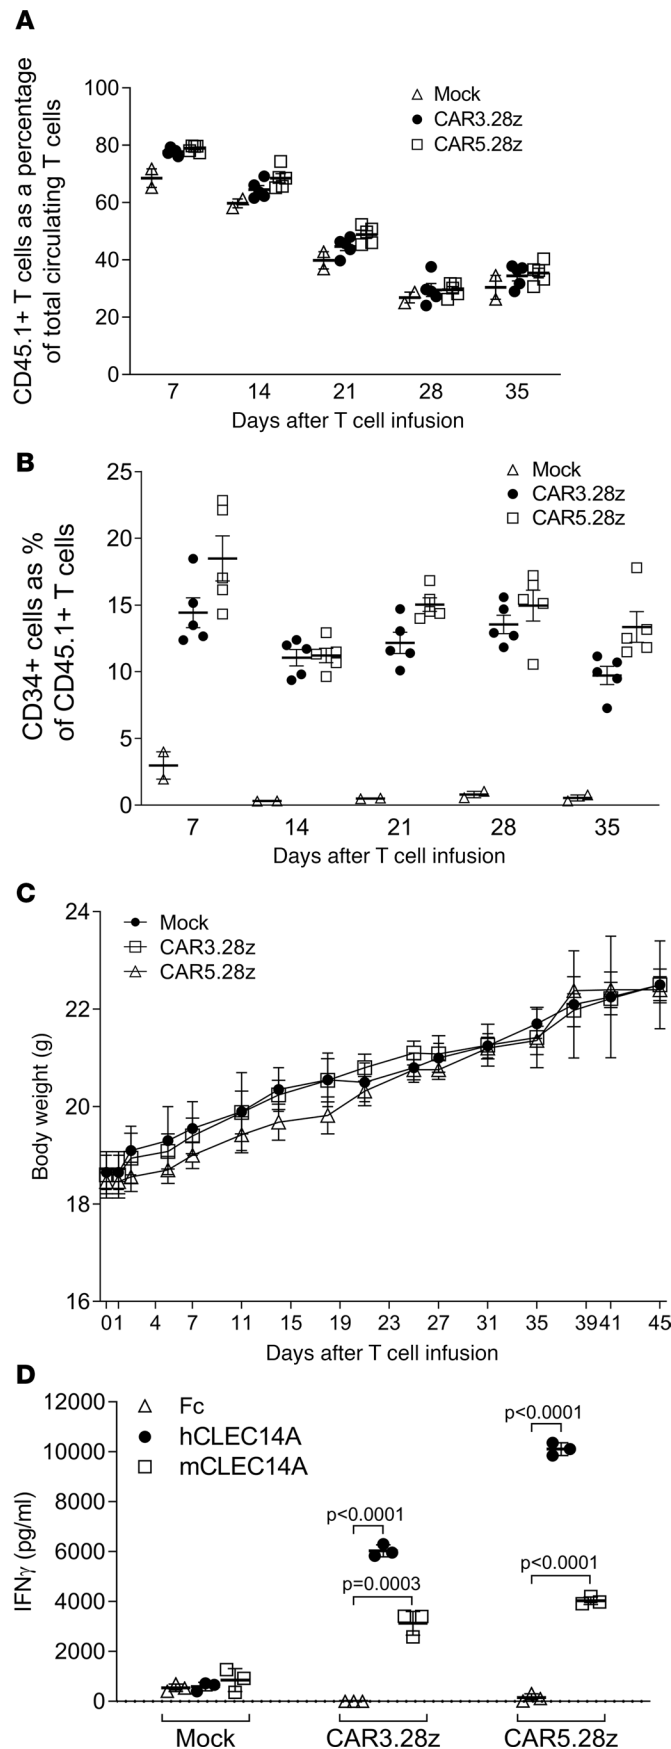 A
CD45.1+ T cells as a percentage
of total circulating T cells
100
80
60
40
20
0
Mock
CAR3.28z
CAR5.28z
7 14 21 28 35
Days after T cell infusion
B
CD34+ cells as %
of CD45.1+ T cells
25
20
15
10
5
0
Mock
CAR3.28z
CAR5.28z
7 14 21 28 35
Days after T cell infusion
C
Body weight (g)
24
22
20
18
16
Mock
CAR3.28z
CAR5.28z
01 4 7 11 15 19 23 27 31 35 3941 45
Days after T cell infusion
D
IFNγ (pg/ml)
12000
10000
8000
6000
4000
2000
0
Fc
hCLEC14A
mCLEC14A
p<0.0001
p=0.0003
p<0.0001
p<0.0001
Mock CAR3.28z CAR5.28z